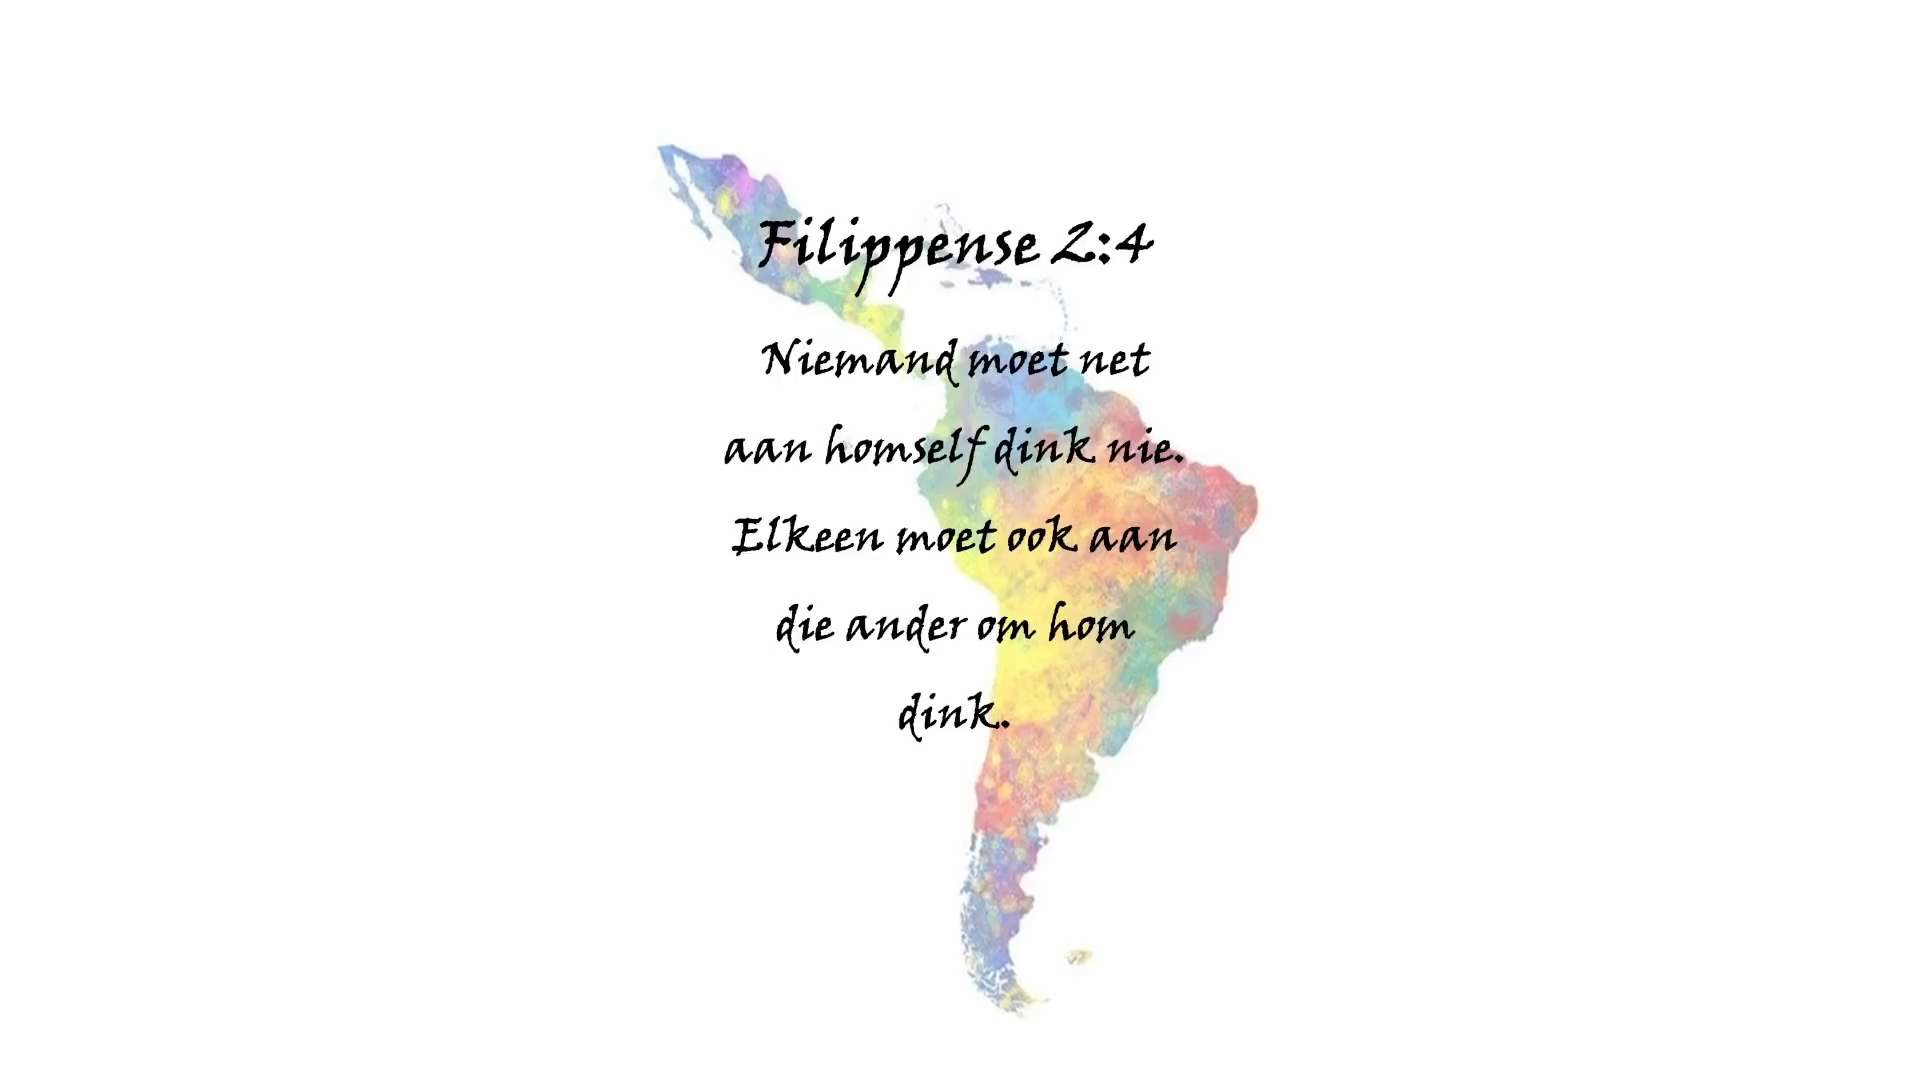 Filippense 2:4
Niemand moet net
aan homself dink nie.
Elkeen moet ook aan
die ander om hom
dink.